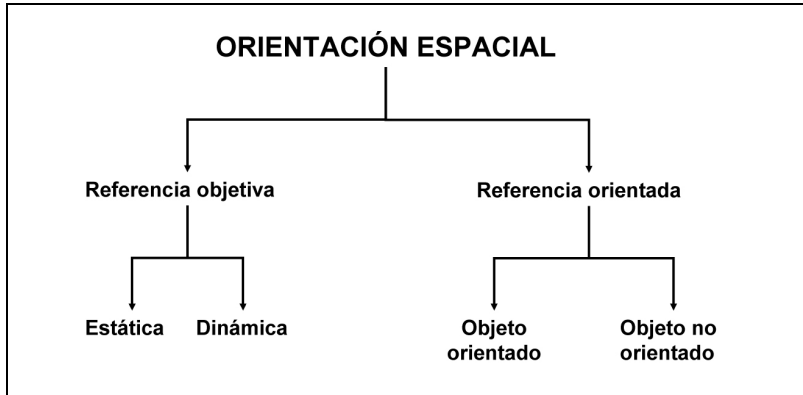 ORIENTACIÓN ESPACIAL
Referencia objetiva
Referencia orientada
Estática
Dinámica
Objeto
orientado
Objeto no
orientado